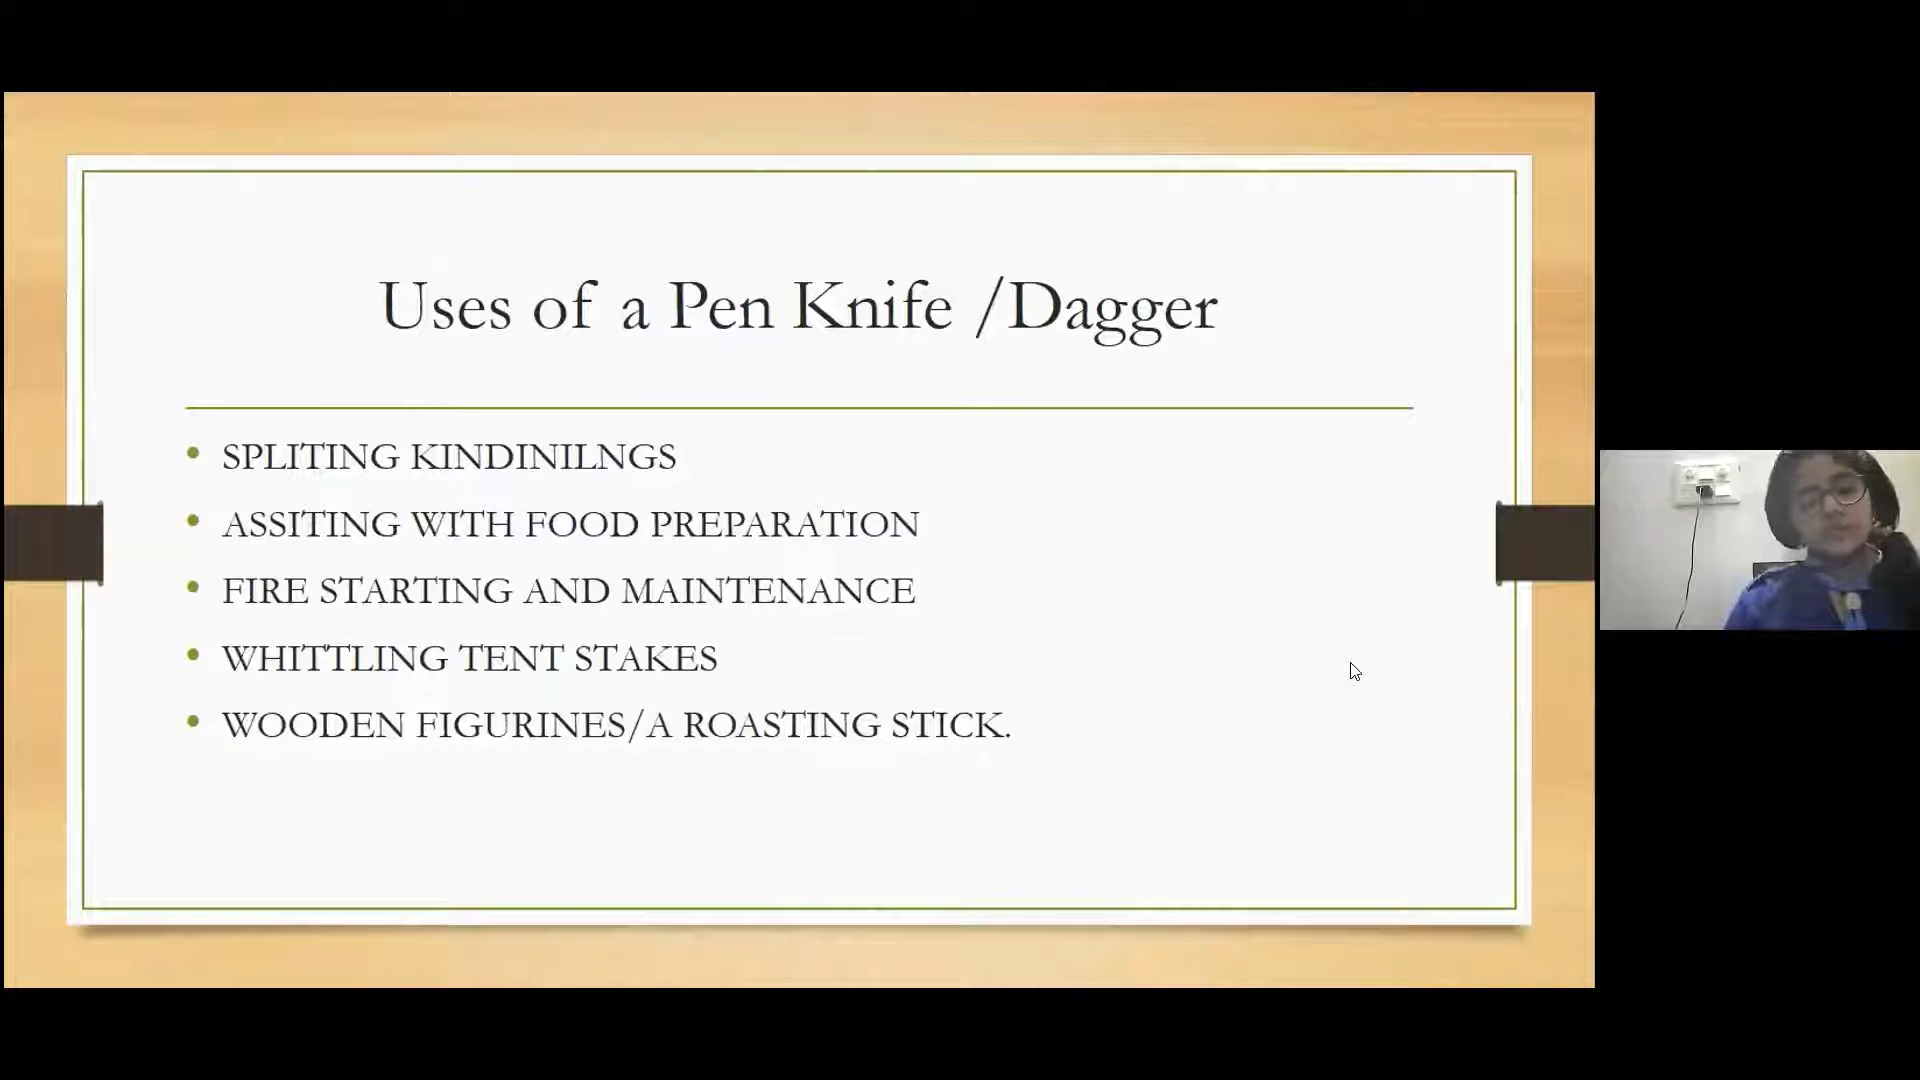 Uses of a Pen Knife /Dagger
• SPLITING KINDINILNGS
• ASSITING WITH FOOD PREPARATION
• FIRE STARTING AND MAINTENANCE
• WHITTLING TENT STAKES
• WOODEN FIGURINES/A ROASTING STICK.